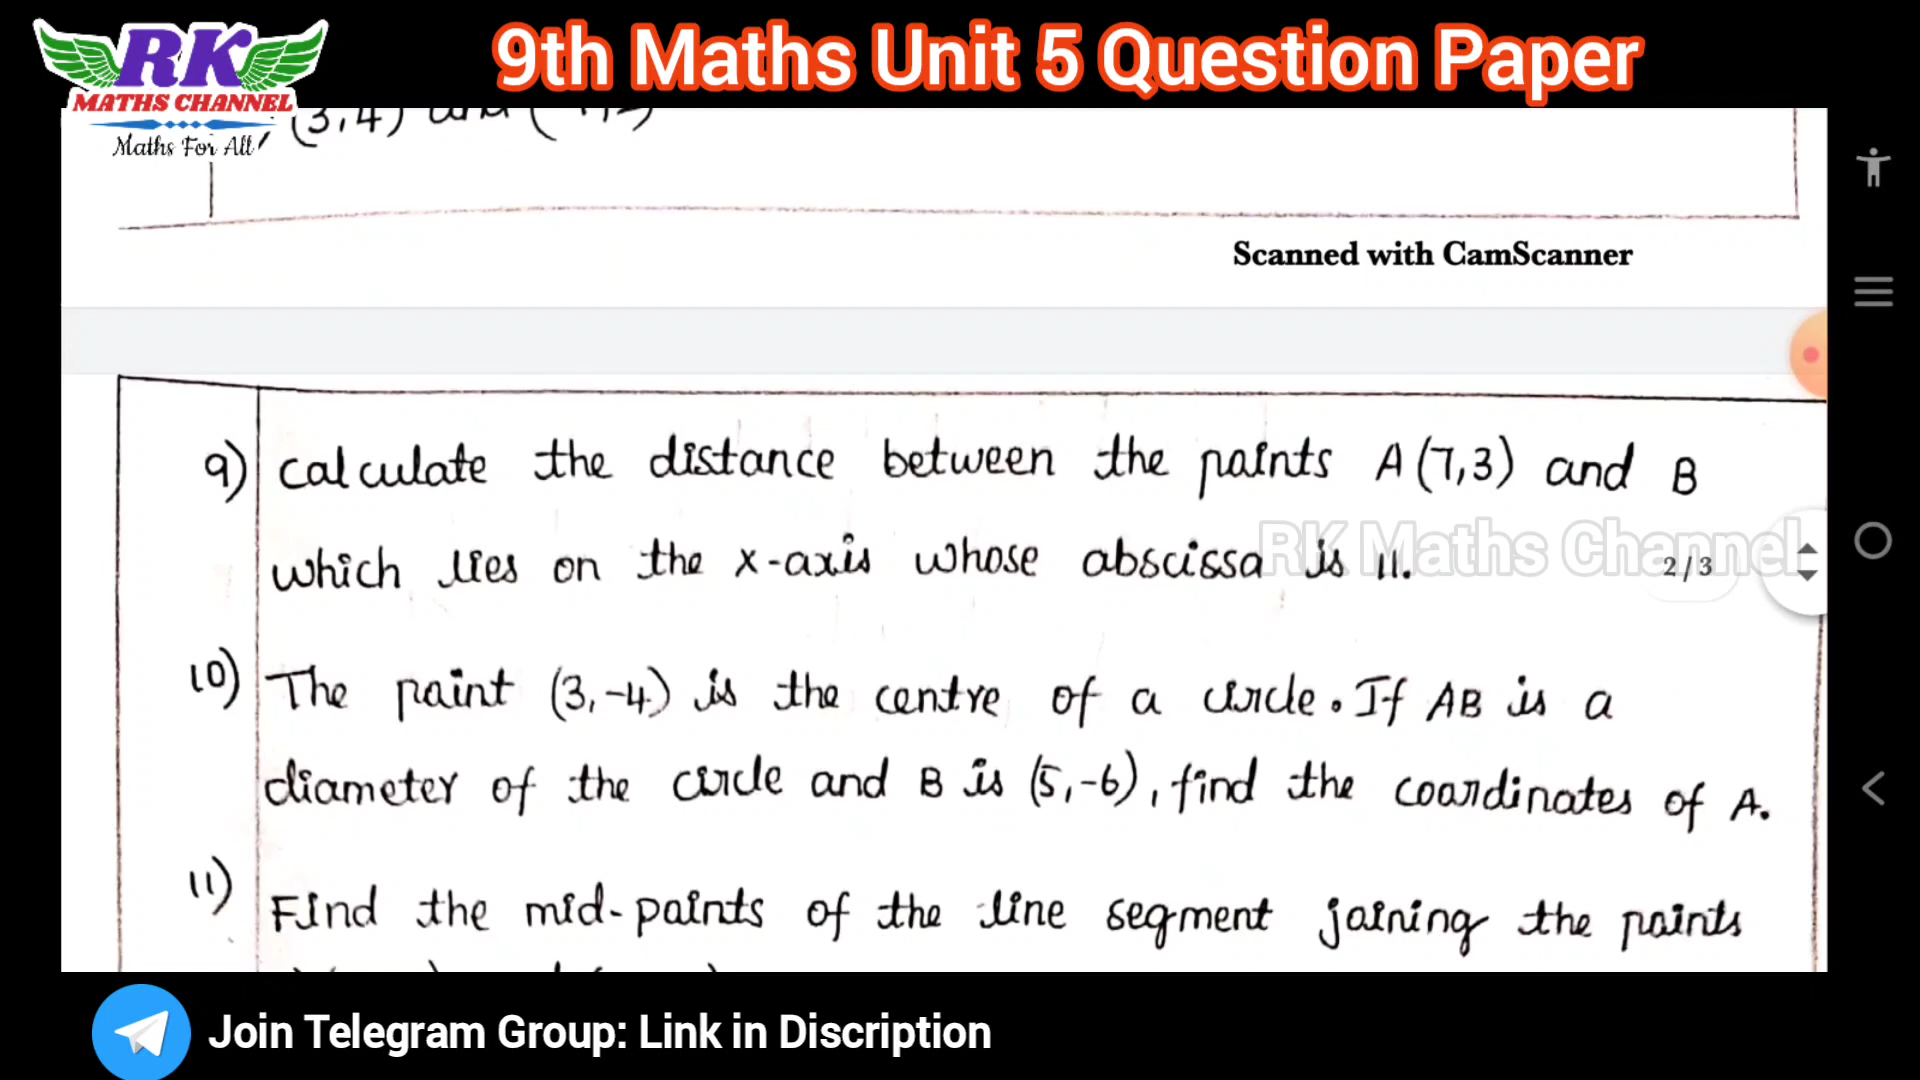 RK
MATHS CHANNEL
Maths For All
9th Maths Unit 5 Question Paper
(3,4) and
Scanned with CamScanner
9) Calculate the distance between the points A(7,3) and B
which lies on the x-axis whose abscissa is 11.
RK Maths Channel
2/3
10) The point (3,-4) is the centre of a circle. If AB is a
diameter of the circle and B is (5,-6), find the coordinates of A.
11) Find the mid-points of the line segment joining the points
Join Telegram Group: Link in Discription